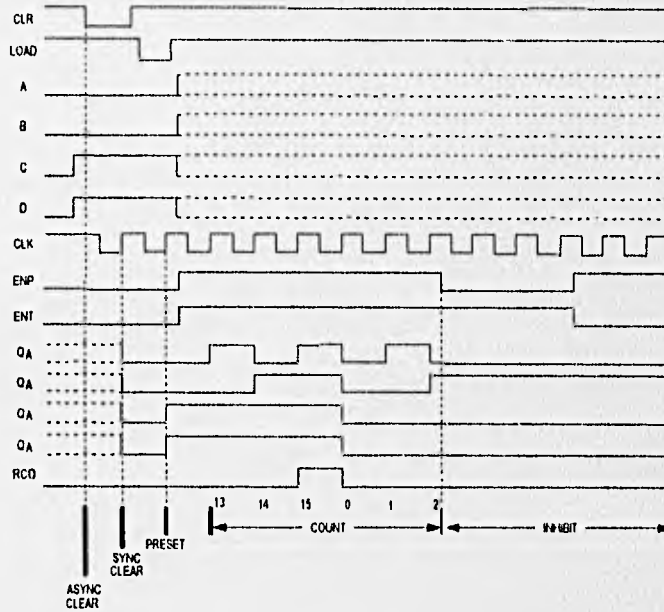 CLR
LOAD
A
B
C
D
CLK
ENP
ENT
QA
QA
QA
QA
RCO
13 14 15 0 1 2
COUNT
INHIBIT
PRESET
SYNC
CLEAR
ASYNC
CLEAR